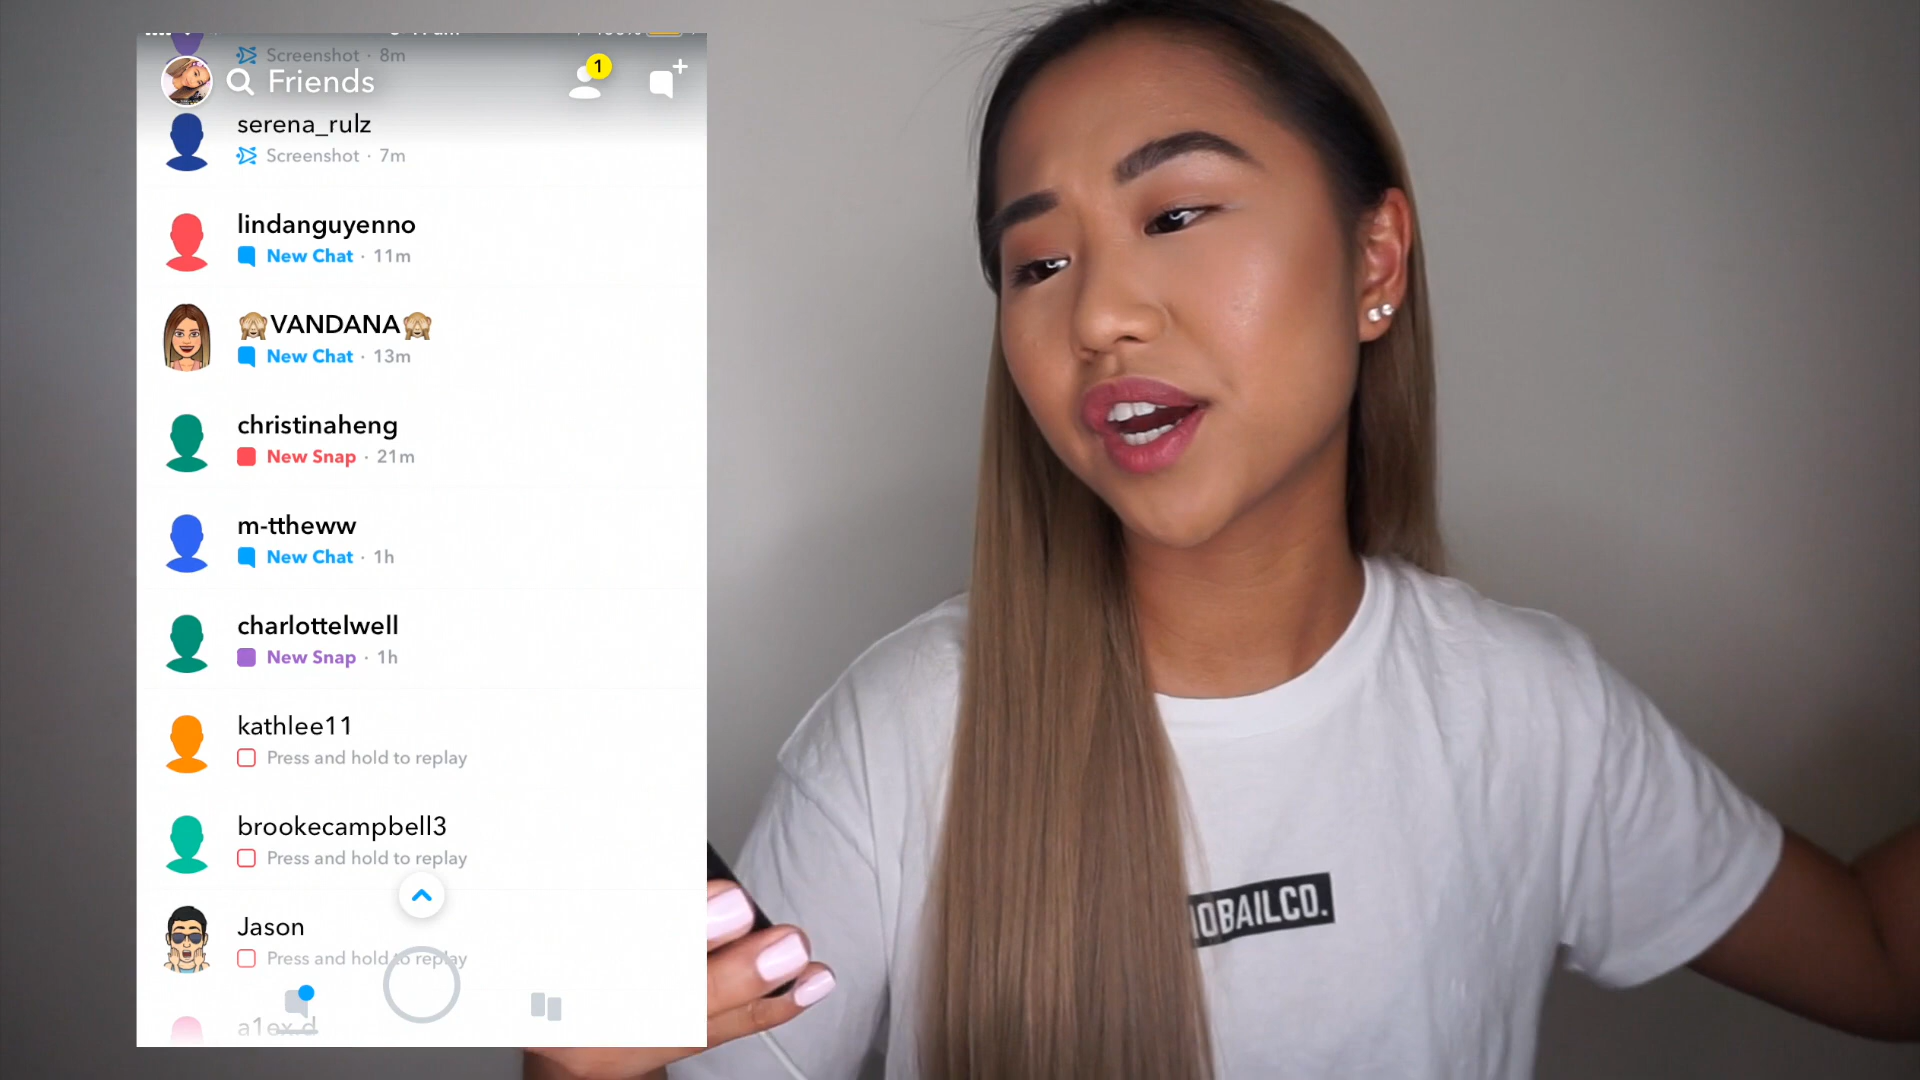 Screenshot · 8m
Friends
1
serena_rulz
Screenshot · 7m
lindanguyenno
New Chat · 11m
🙈VANDANA🙈
New Chat · 13m
christinaheng
New Snap · 21m
m-ttheww
New Chat · 1h
charlottelwell
New Snap · 1h
kathlee11
Press and hold to replay
brookecampbell3
Press and hold to replay
Jason
Press and hold to replay
a1ex.d
OBAILCO.